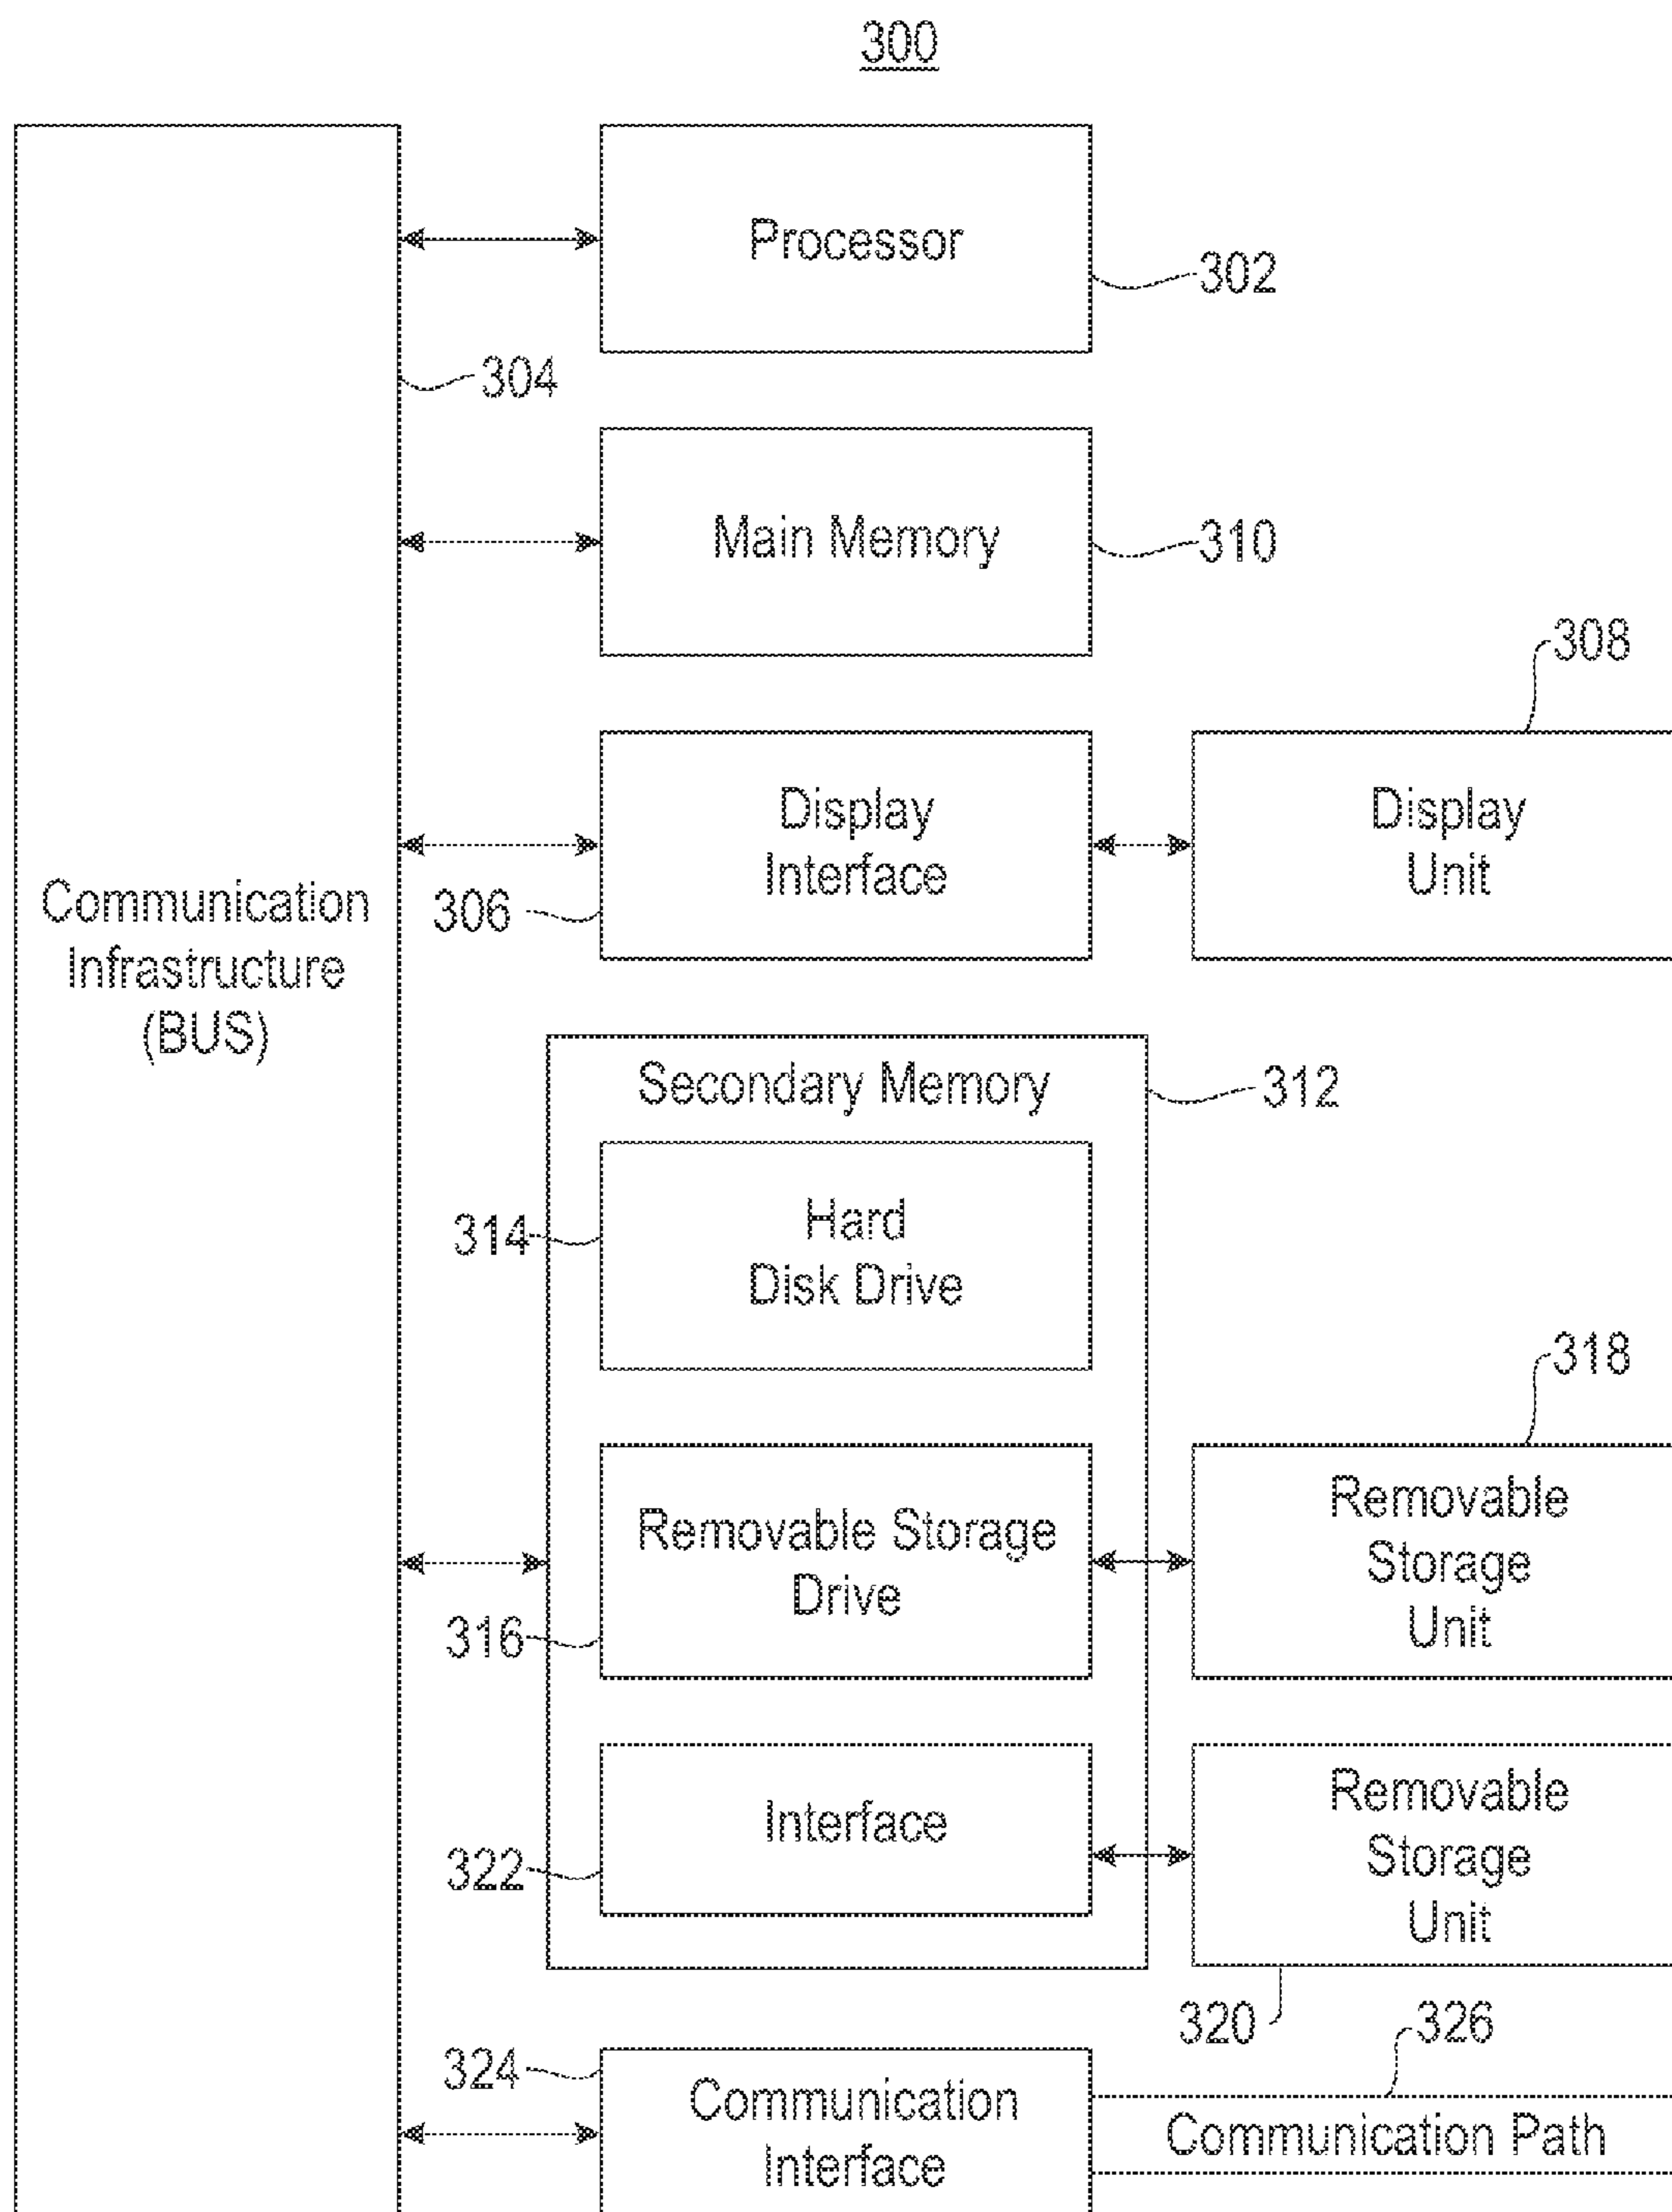 300
Processor
302
304
Main Memory
310
308
Display
Interface
306
Display
Unit
Communication
Infrastructure
(BUS)
Secondary Memory
312
314
Hard
Disk Drive
318
Removable Storage
Drive
316
Removable
Storage
Unit
Interface
322
Removable
Storage
Unit
320
326
324
Communication
Interface
Communication Path